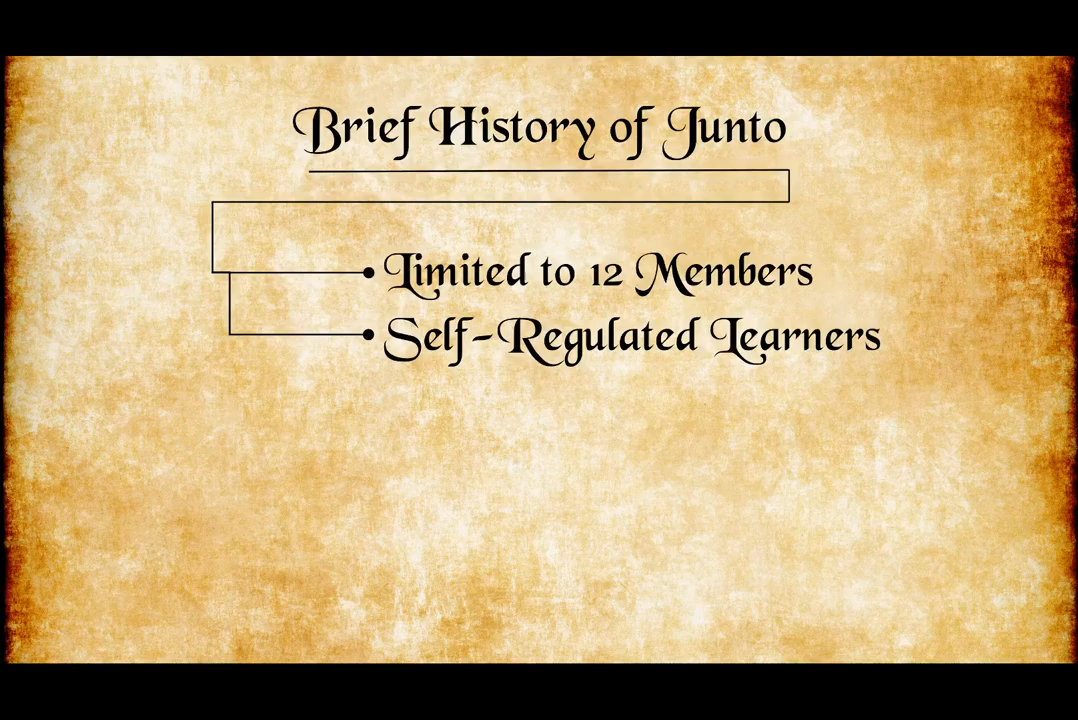 Brief History of Junto
Limited to 12 Members
Self-Regulated Learners